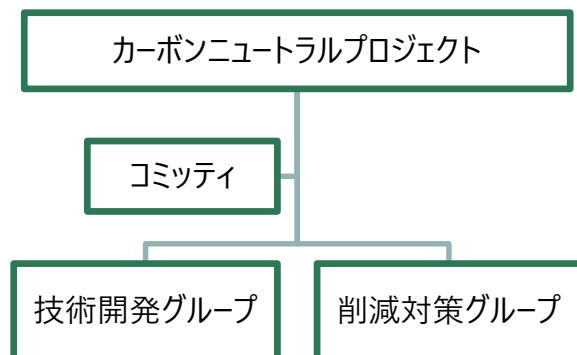 カーボンニュートラルプロジェクト
コミッティ
技術開発グループ
削減対策グループ